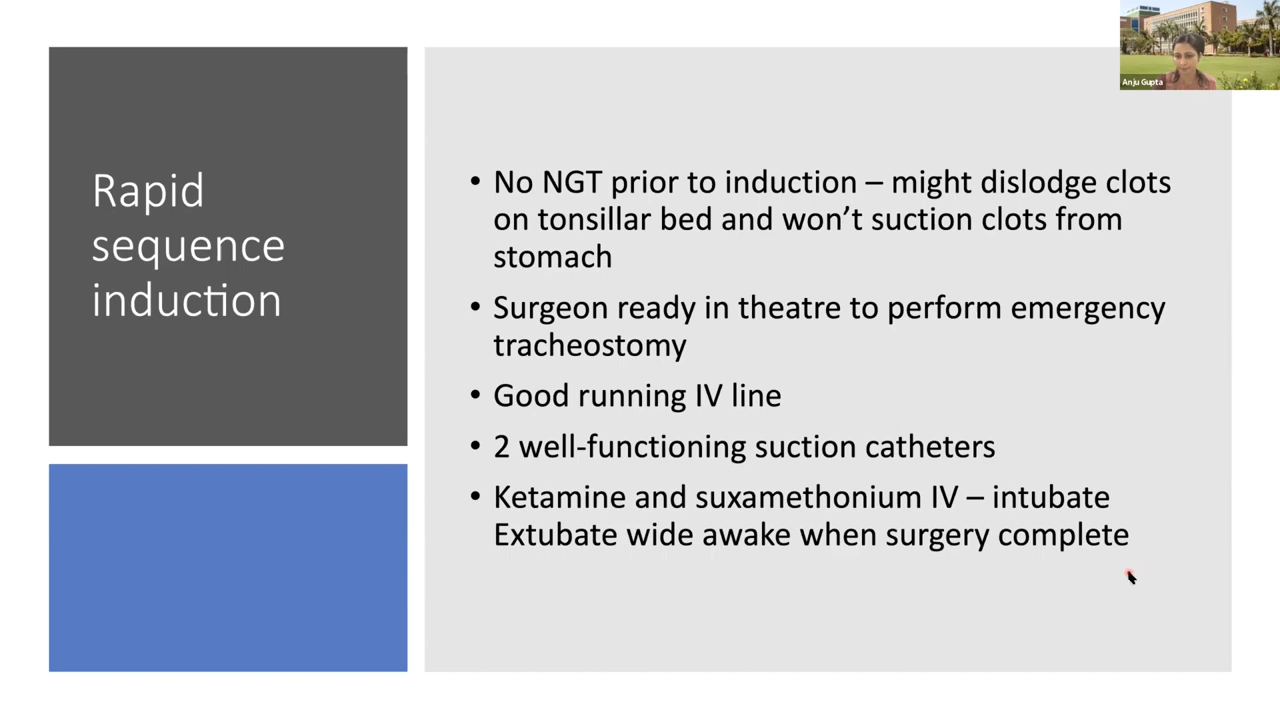 Anju Gupta
Rapid
sequence
induction
• No NGT prior to induction – might dislodge clots
on tonsillar bed and won’t suction clots from
stomach
• Surgeon ready in theatre to perform emergency
tracheostomy
• Good running IV line
• 2 well-functioning suction catheters
• Ketamine and suxamethonium IV – intubate
Extubate wide awake when surgery complete